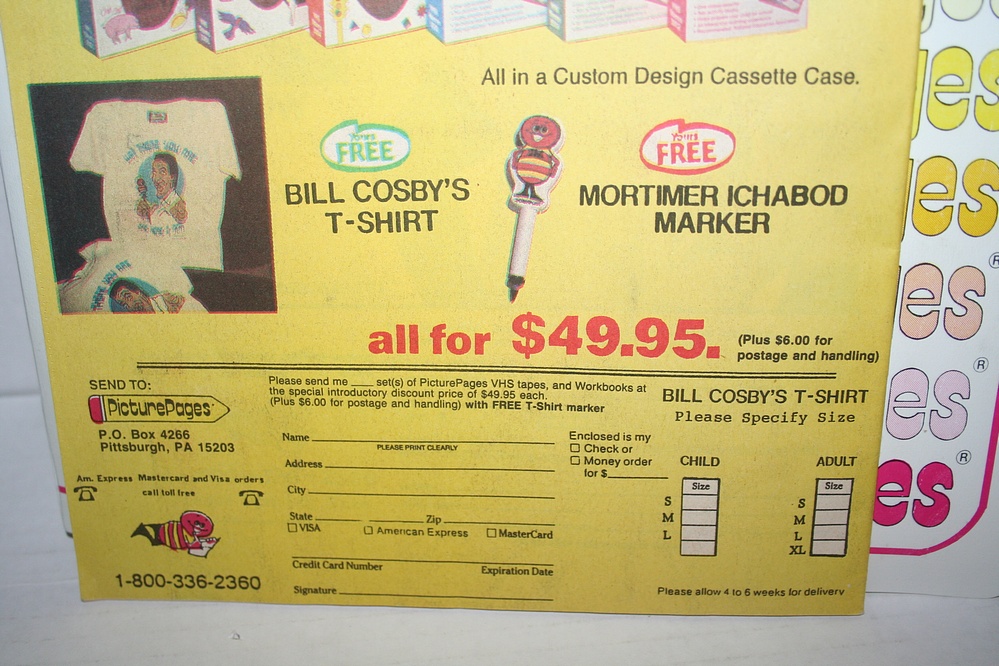 All in a Custom Design Cassette Case.
Yours
FREE
BILL COSBY'S
T-SHIRT
Yours
FREE
MORTIMER ICHABOD
MARKER
all for $49.95.
(Plus $6.00 for
postage and handling)
SEND TO:
PicturePages
P.O. Box 4266
Pittsburgh, PA 15203
Am. Express Mastercard and Visa orders
call toll free
1-800-336-2360
Please send me ____ set(s) of PicturePages VHS tapes, and Workbooks at
the special introductory discount price of $49.95 each.
(Plus $6.00 for postage and handling) with FREE T-Shirt marker
Name
PLEASE PRINT CLEARLY
Address
City
State Zip
VISA American Express MasterCard
Credit Card Number Expiration Date
Signature
Enclosed is my
Check or
Money order
for $
BILL COSBY'S T-SHIRT
Please Specify Size
CHILD ADULT
Size
S
M
L
Size
S
M
L
XL
Please allow 4 to 6 weeks for delivery
es
es
es ®
es ®
es ®